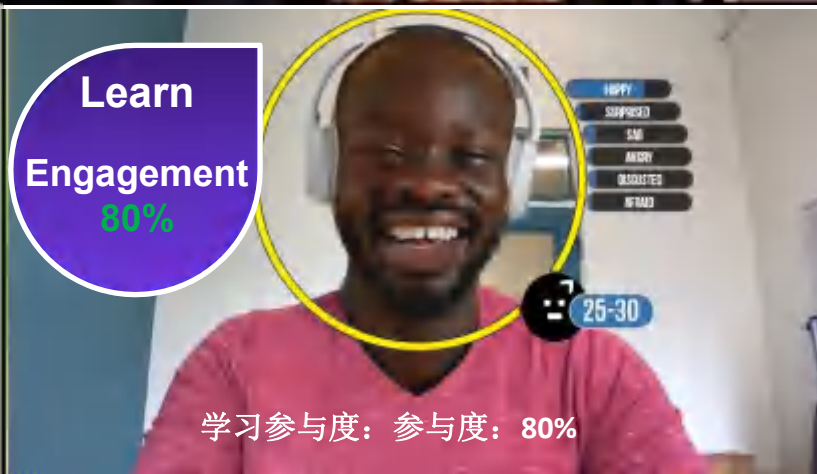 Learn
Engagement
80%
HAPPY
SURPRISED
SAD
ANGRY
DISGUSTED
AFRAID
25-30
学习参与度：参与度：80%